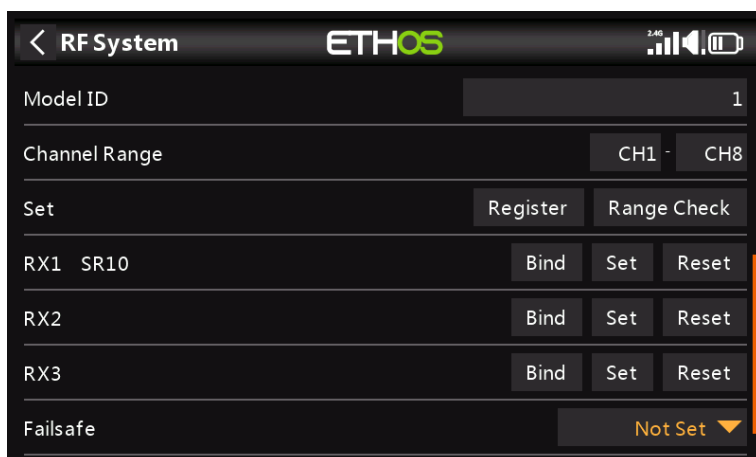 RF System ETHOS 2.4G
Model ID 1
Channel Range CH1 - CH8
Set Register Range Check
RX1 SR10 Bind Set Reset
RX2 Bind Set Reset
RX3 Bind Set Reset
Failsafe Not Set